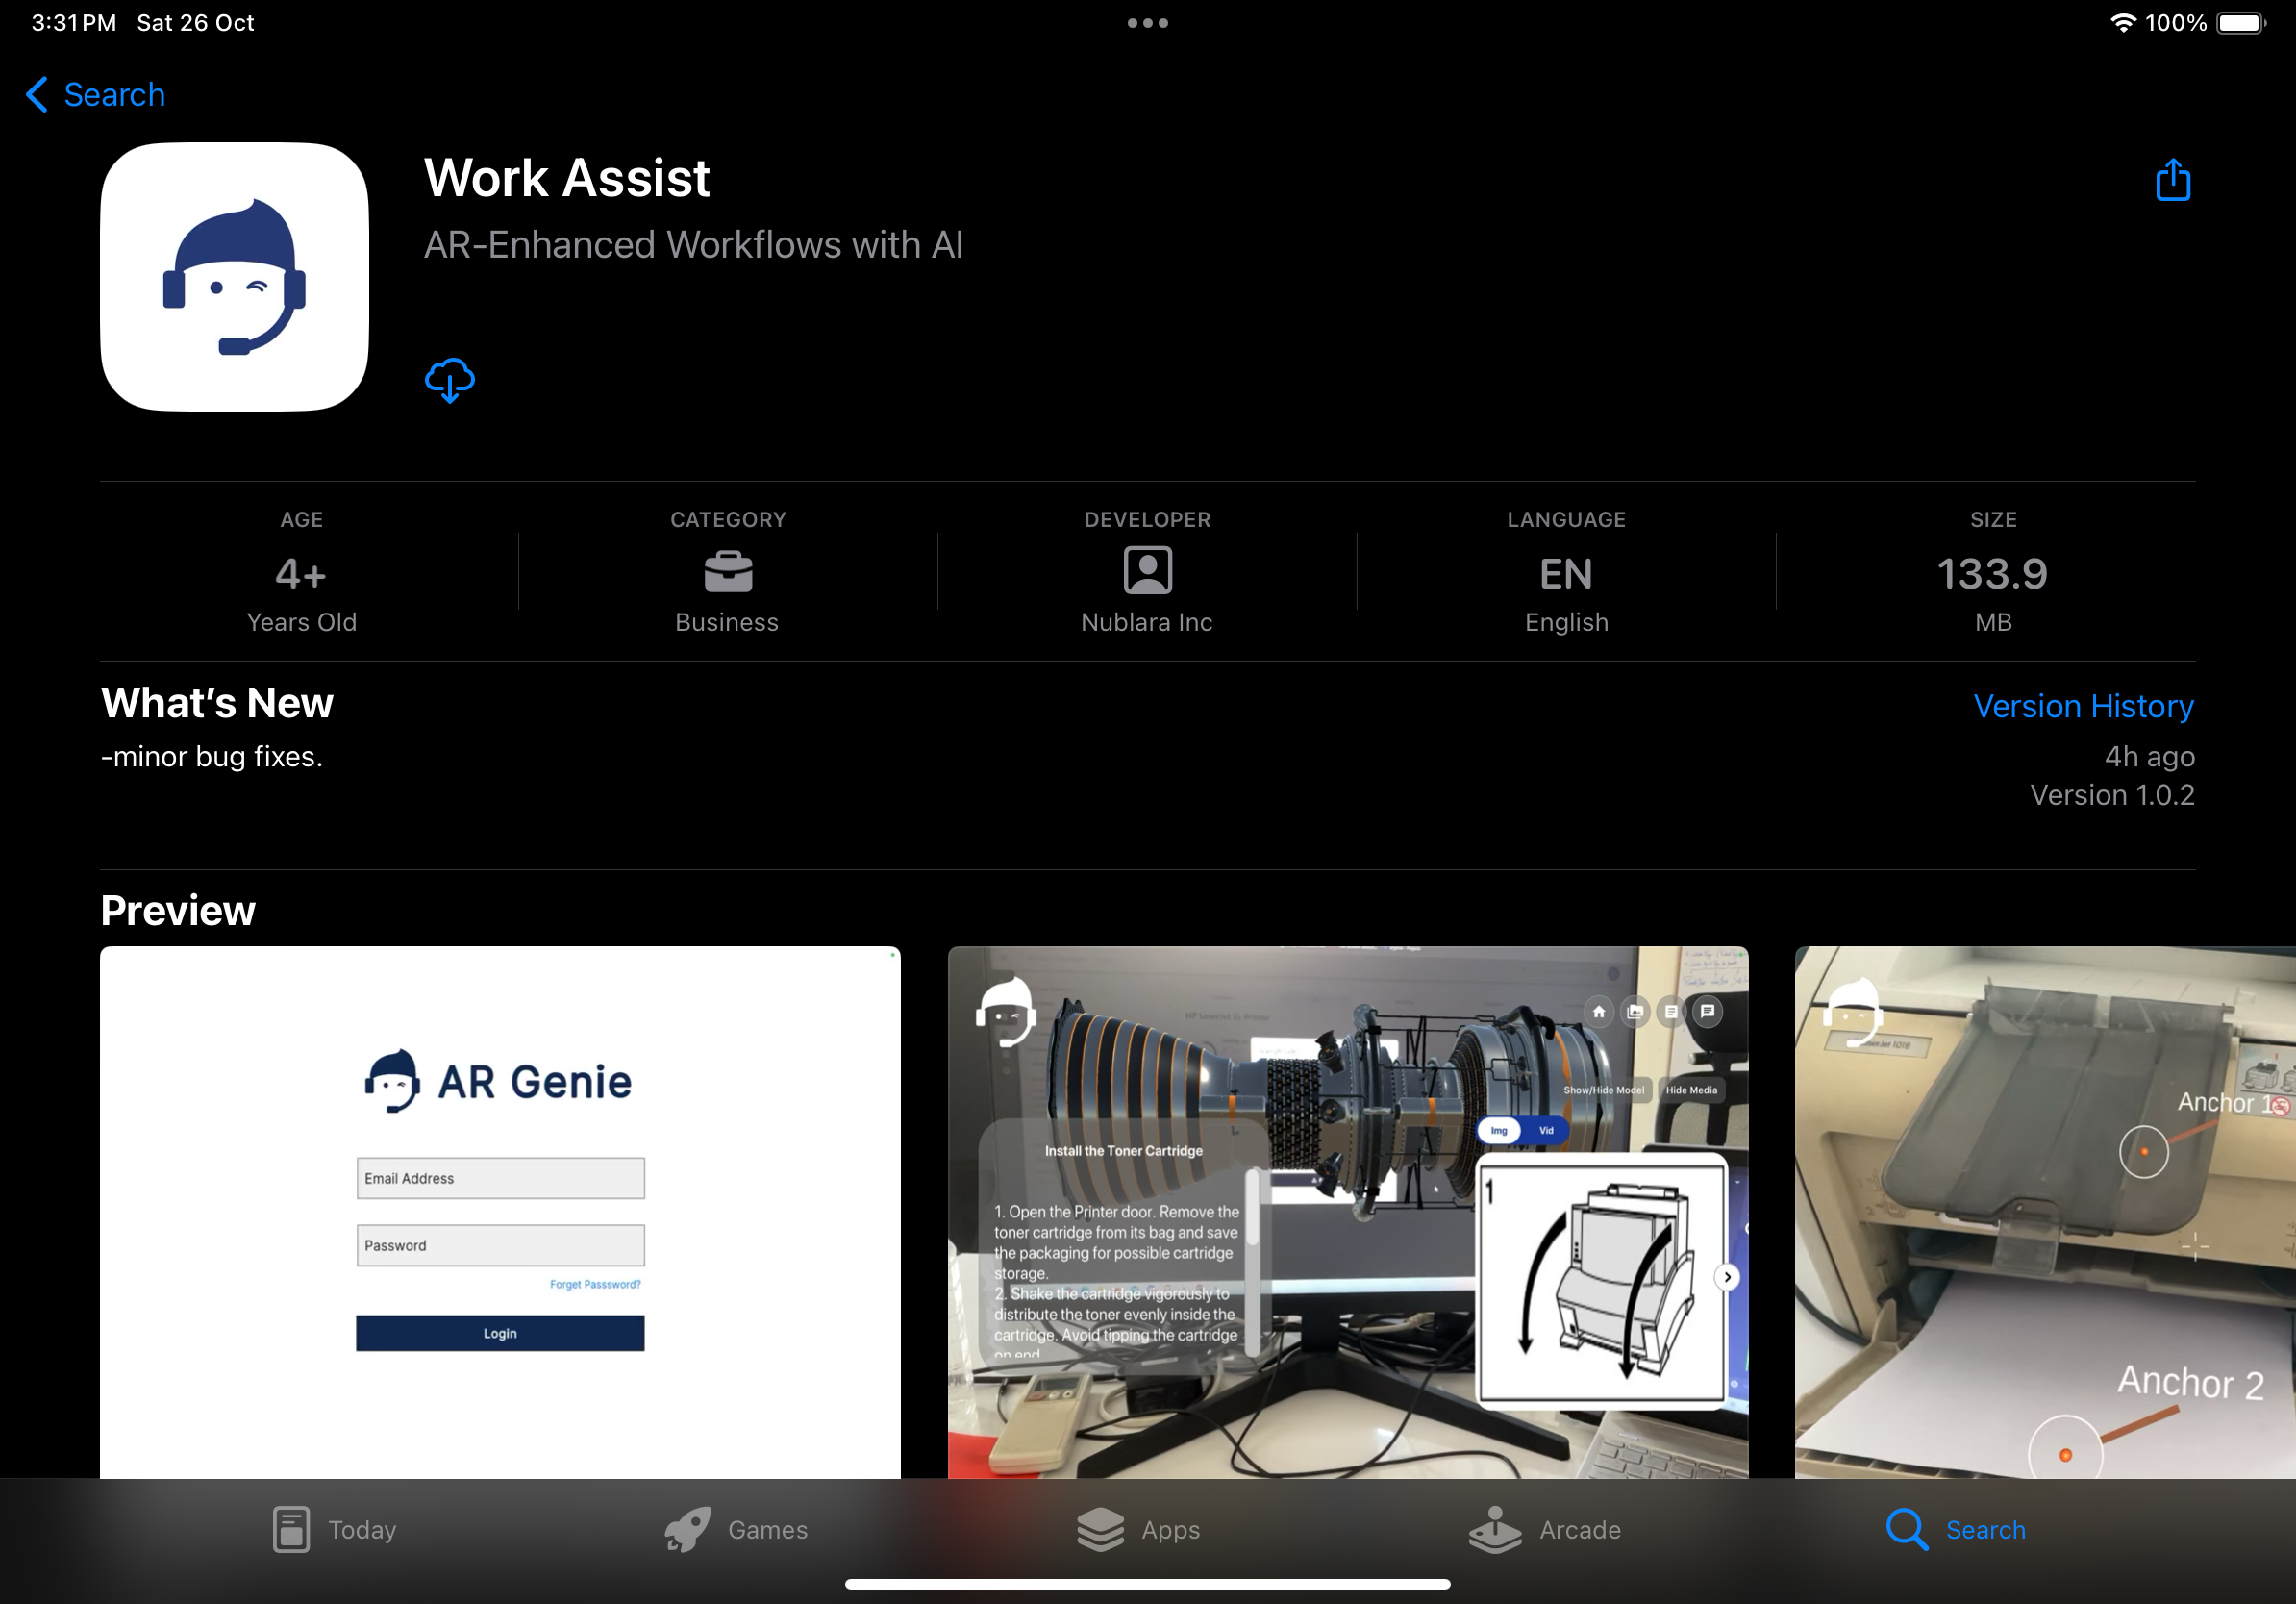 3:31 PM Sat 26 Oct
100%
Search
Work Assist
AR-Enhanced Workflows with AI
AGE
4+
Years Old
CATEGORY
Business
DEVELOPER
Nublara Inc
LANGUAGE
EN
English
SIZE
133.9
MB
What's New
Version History
-minor bug fixes.
4h ago
Version 1.0.2
Preview
AR Genie
Email Address
Password
Forget Passsword?
Login
Show/Hide Model
Hide Media
Img
Vid
Install the Toner Cartridge
1. Open the Printer door. Remove the
toner cartridge from its bag and save
the packaging for possible cartridge
storage.
2. Shake the cartridge vigorously to
distribute the toner evenly inside the
cartridge. Avoid tipping the cartridge
on end
1
Anchor 1
Anchor 2
Today
Games
Apps
Arcade
Search